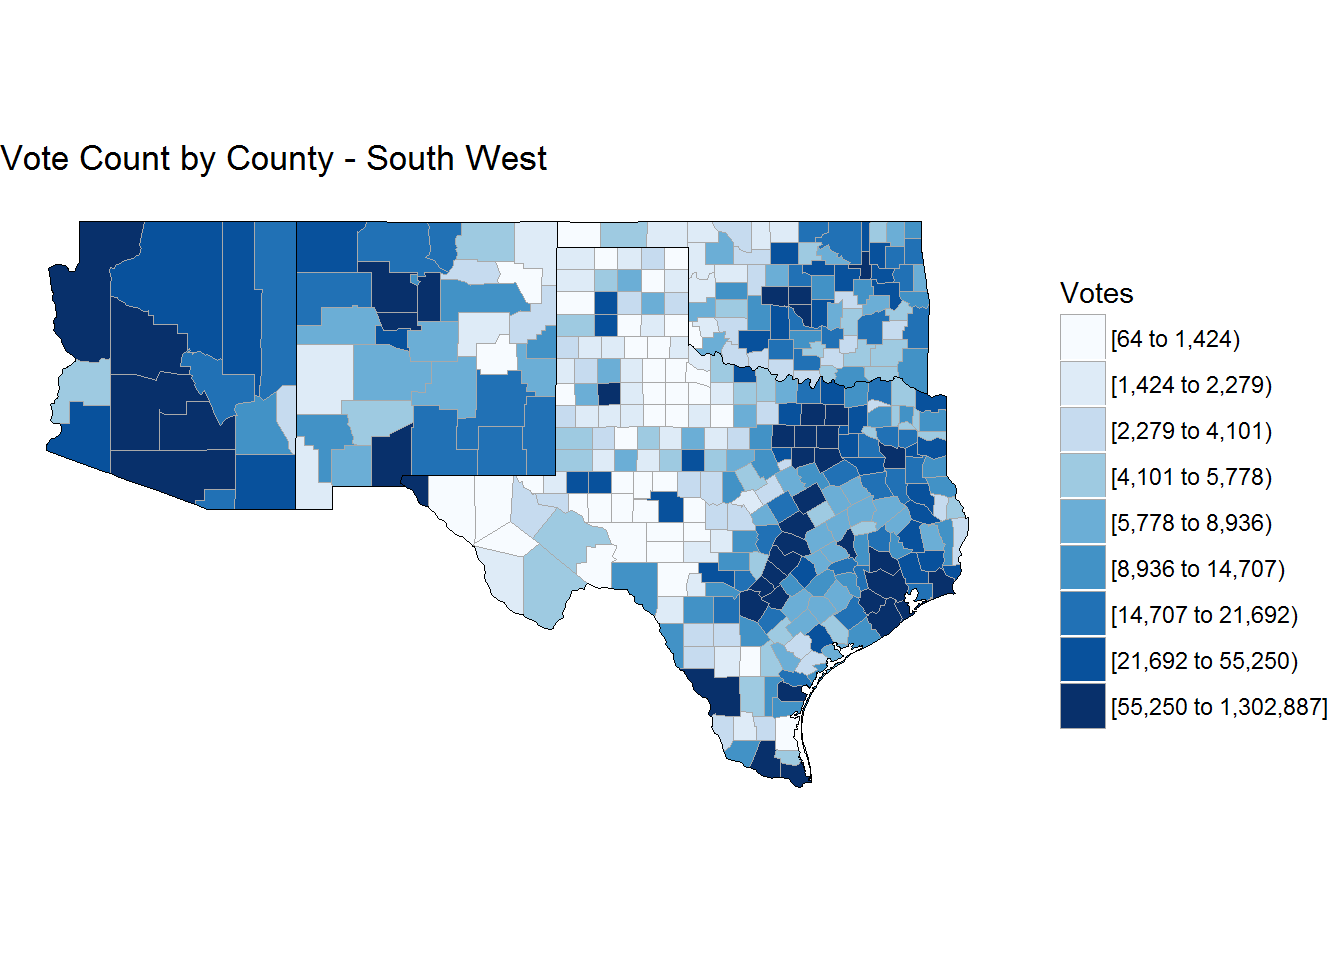 Vote Count by County - South West
Votes
[64 to 1,424)
[1,424 to 2,279)
[2,279 to 4,101)
[4,101 to 5,778)
[5,778 to 8,936)
[8,936 to 14,707)
[14,707 to 21,692)
[21,692 to 55,250)
[55,250 to 1,302,887]